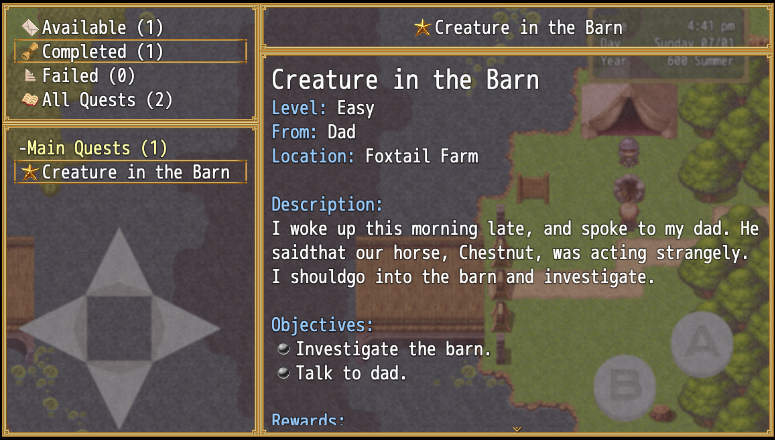 Available (1)
Completed (1)
Failed (0)
All Quests (2)
-Main Quests (1)
Creature in the Barn
Creature in the Barn
4:41 pm
Day Sunday 07/01
Year 600 Summer
Creature in the Barn
Level: Easy
From: Dad
Location: Foxtail Farm
Description:
I woke up this morning late, and spoke to my dad. He
saidthat our horse, Chestnut, was acting strangely.
I shouldgo into the barn and investigate.
Objectives:
Investigate the barn.
Talk to dad.
Rewards:
A
B